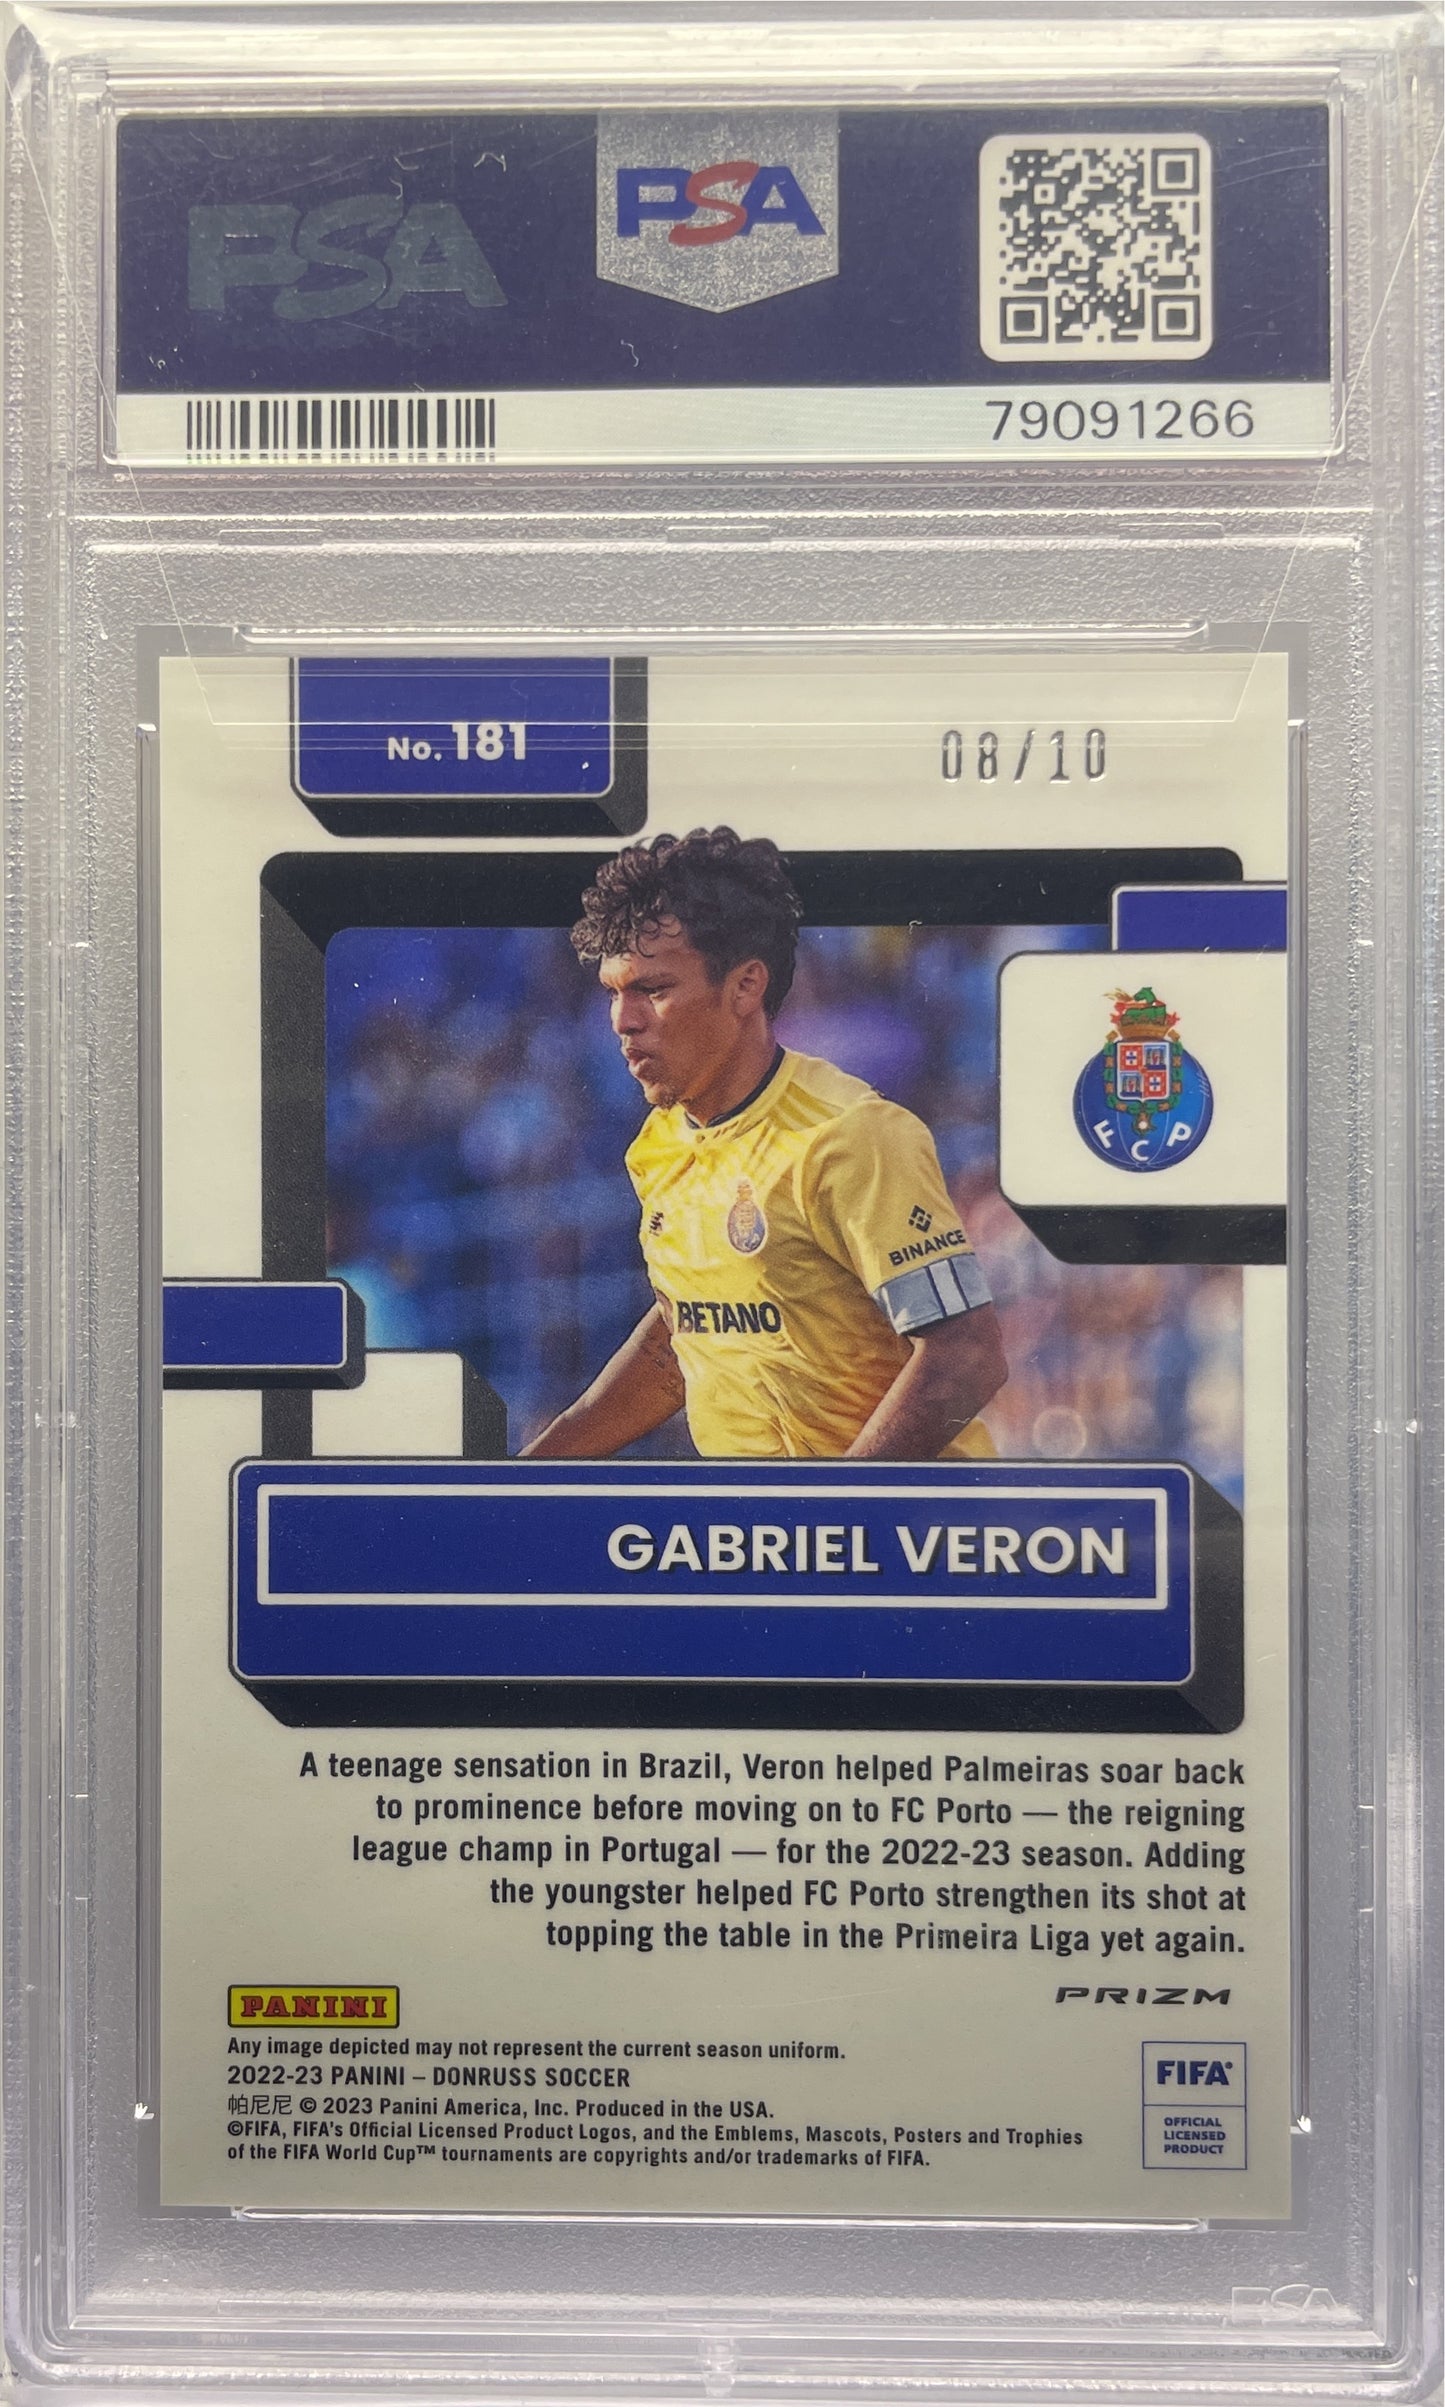 PSA
PSA
79091266
No. 181
08/10
FCP
BINANCE
BETANO
GABRIEL VERON
A teenage sensation in Brazil, Veron helped Palmeiras soar back
to prominence before moving on to FC Porto — the reigning
league champ in Portugal — for the 2022-23 season. Adding
the youngster helped FC Porto strengthen its shot at
topping the table in the Primeira Liga yet again.
PRIZM
PANINI
Any image depicted may not represent the current season uniform.
2022-23 PANINI – DONRUSS SOCCER
帕尼尼 © 2023 Panini America, Inc. Produced in the USA.
©FIFA, FIFA's Official Licensed Product Logos, and the Emblems, Mascots, Posters and Trophies
of the FIFA World Cup™ tournaments are copyrights and/or trademarks of FIFA.
FIFA®
OFFICIAL
LICENSED
PRODUCT
PSA